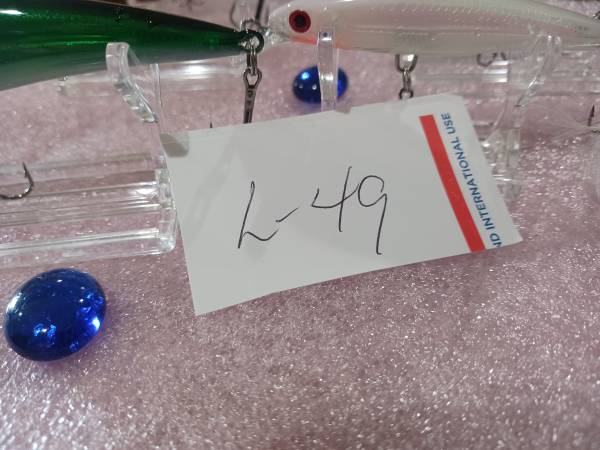 L-49
ND INTERNATIONAL USE